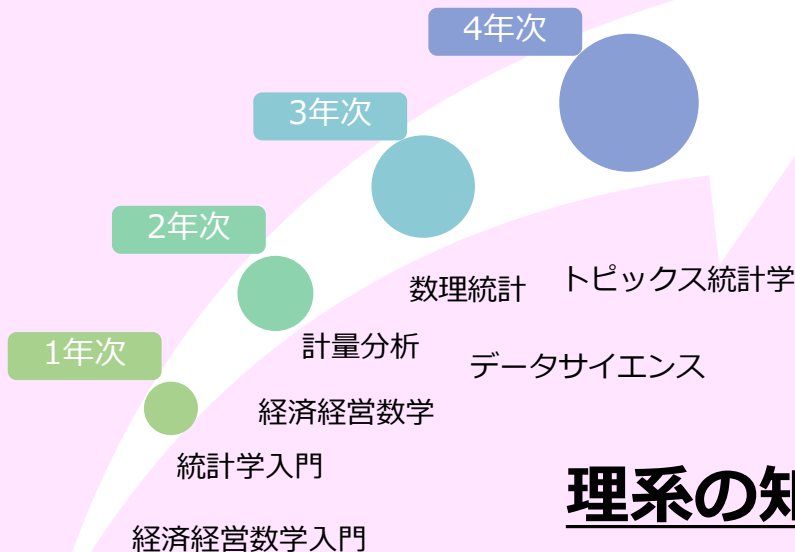 4年次
3年次
2年次
1年次
数理統計
トピックス統計学
計量分析
データサイエンス
経済経営数学
統計学入門
理系の
経済経営数学入門